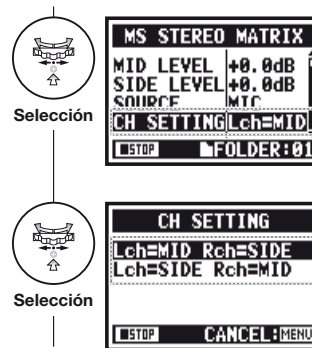 MS STEREO MATRIX
MID LEVEL +0.0dB
SIDE LEVEL +0.0dB
SOURCE MIC
CH SETTING Lch=MID
STOP FOLDER:01
Selección
CH SETTING
Lch=MID Rch=SIDE
Lch=SIDE Rch=MID
STOP CANCEL:MENU
Selección